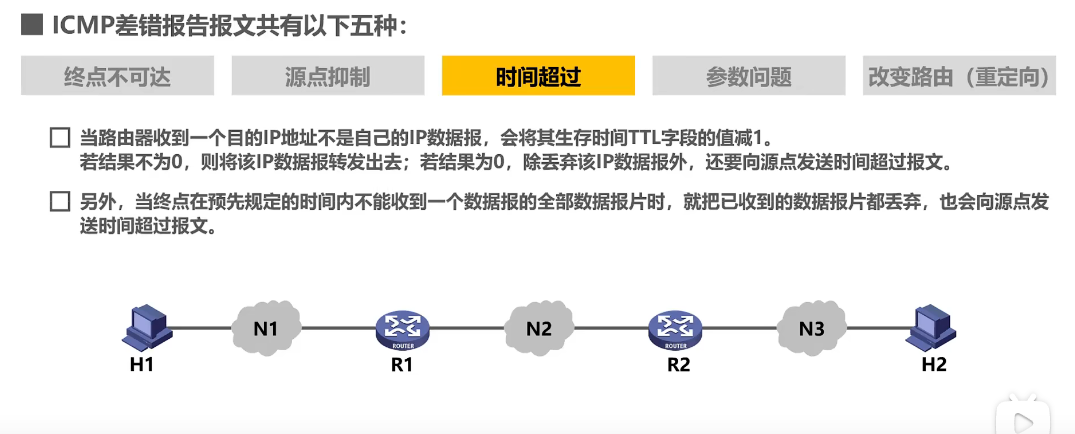 ICMP差错报告报文共有以下五种：
终点不可达
源点抑制
时间超过
参数问题
改变路由（重定向）
当路由器收到一个目的IP地址不是自己的IP数据报，会将其生存时间TTL字段的值减1。
若结果不为0，则将该IP数据报转发出去；若结果为0，除丢弃该IP数据报外，还要向源点发送时间超过报文。
另外，当终点在预先规定的时间内不能收到一个数据报的全部数据报片时，就把已收到的数据报片都丢弃，也会向源点发
送时间超过报文。
N1
N2
N3
ROUTER
ROUTER
H1
R1
R2
H2